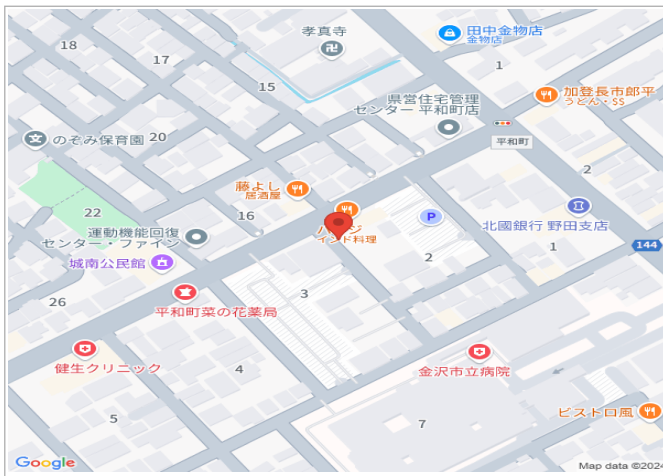 孝真寺
田中金物店
金物店
18
17
15
1
加登長市郎平
うどん・SS
県営住宅管理
センター 平和町店
平和町
のぞみ保育園
20
2
藤よし
居酒屋
P
北國銀行 野田支店
22
16
運動機能回復
センター・ファイン
インド料理
2
1
144
城南公民館
26
3
平和町菜の花薬局
健生クリニック
4
金沢市立病院
5
7
ビストロ風
Google
Map data ©2024